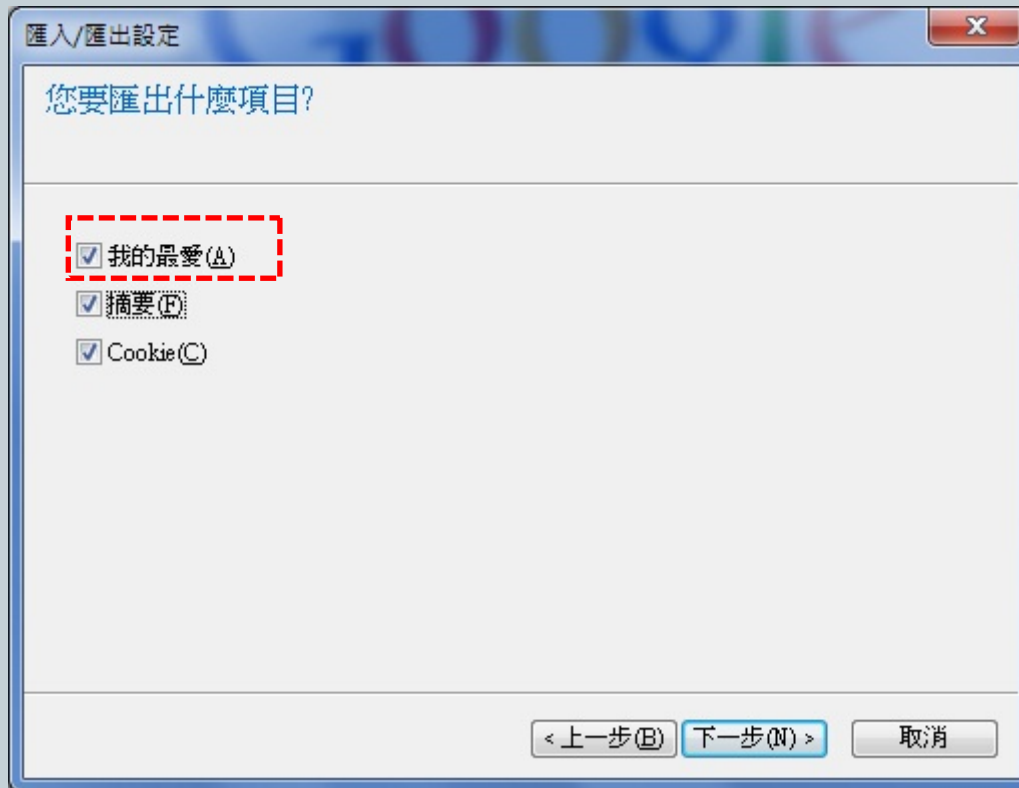 Google
匯入/匯出設定
您要匯出什麼項目?
我的最愛(A)
摘要(F)
Cookie(C)
<上一步(B) 下一步(N)> 取消